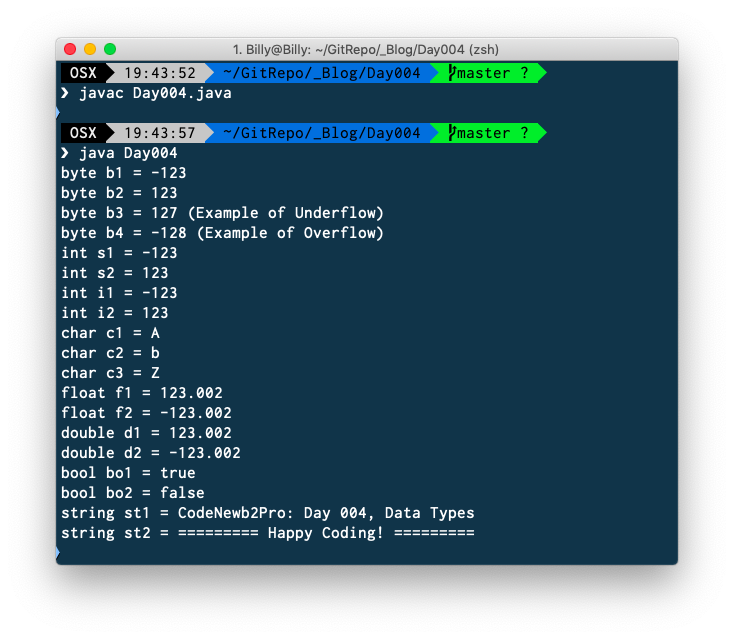 1. Billy@Billy: ~/GitRepo/_Blog/Day004 (zsh)
OSX 19:43:52 ~/GitRepo/_Blog/Day004 master ?
❯ javac Day004.java
OSX 19:43:57 ~/GitRepo/_Blog/Day004 master ?
❯ java Day004
byte b1 = -123
byte b2 = 123
byte b3 = 127 (Example of Underflow)
byte b4 = -128 (Example of Overflow)
int s1 = -123
int s2 = 123
int i1 = -123
int i2 = 123
char c1 = A
char c2 = b
char c3 = Z
float f1 = 123.002
float f2 = -123.002
double d1 = 123.002
double d2 = -123.002
bool bo1 = true
bool bo2 = false
string st1 = CodeNewb2Pro: Day 004, Data Types
string st2 = ========= Happy Coding! =========